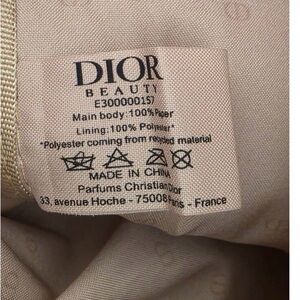 DIOR
BEAUTY
E300000157
Main body: 100% Paper
Lining: 100% Polyester*
*Polyester coming from recycled material
MADE IN CHINA
Parfums Christian Dior
33, avenue Hoche - 75008 Paris - France